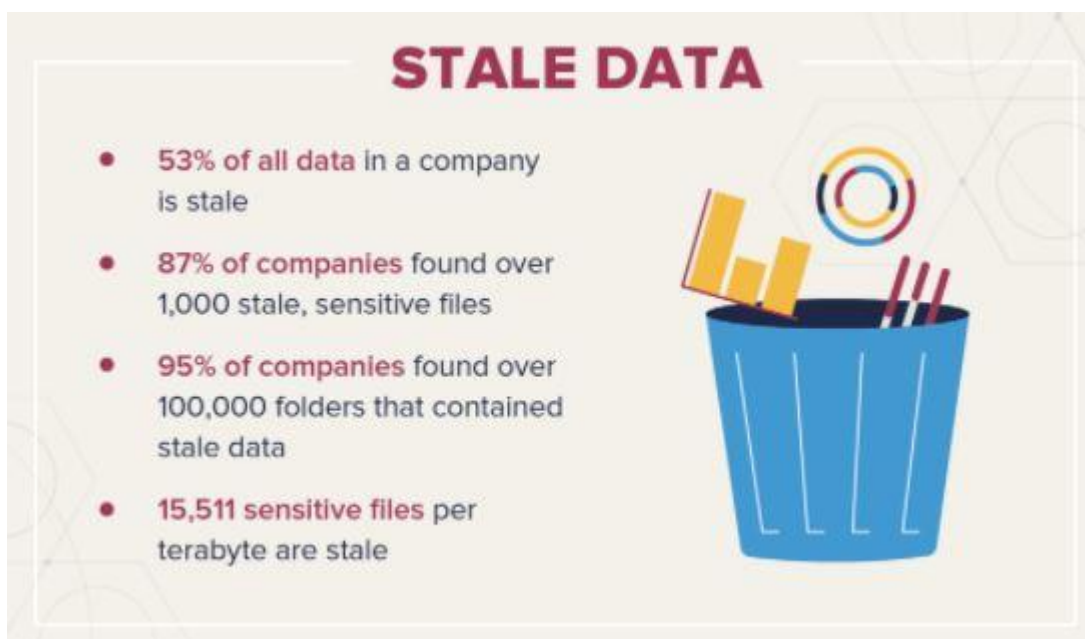 STALE DATA
53% of all data in a company
is stale
87% of companies found over
1,000 stale, sensitive files
95% of companies found over
100,000 folders that contained
stale data
15,511 sensitive files per
terabyte are stale